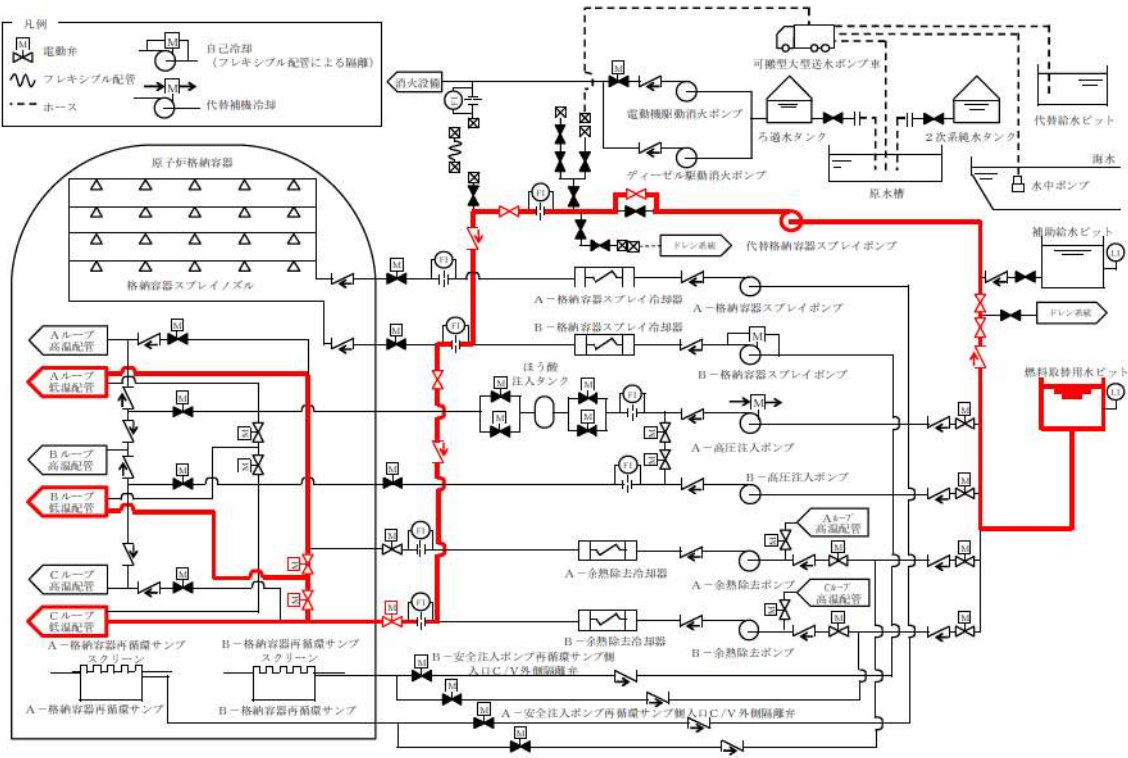 凡例
M
電動弁
フレキシブル配管
ホース
M
自己冷却
(フレキシブル配管による隔離)
M
代替補機冷却
消火設備
FI
M
電動機駆動消火ポンプ
ディーゼル駆動消火ポンプ
可搬型大型送水ポンプ車
ろ過水タンク
2次系純水タンク
原水槽
代替給水ピット
海水
水中ポンプ
原子炉格納容器
格納容器スプレイノズル
FI
代替格納容器スプレイポンプ
ドレン系統
補助給水ピット
LI
ドレン系統
燃料取替用水ピット
LI
M
FI
A-格納容器スプレイ冷却器
A-格納容器スプレイポンプ
B-格納容器スプレイ冷却器
M
FI
M
B-格納容器スプレイポンプ
Aループ
高温配管
M
Aループ
低温配管
M
ほう酸
注入タンク
M
M
M
M
FI
M
A-高圧注入ポンプ
M
M
M
Bループ
高温配管
M
M
M
M
FI
B-高圧注入ポンプ
M
Bループ
低温配管
M
FI
A-余熱除去冷却器
A-余熱除去ポンプ
Aループ
高温配管
M
M
M
Cループ
高温配管
M
M
M
Cループ
低温配管
M
FI
B-余熱除去冷却器
B-余熱除去ポンプ
Cループ
高温配管
M
M
M
A-格納容器再循環サンプ
スクリーン
A-格納容器再循環サンプ
B-格納容器再循環サンプ
スクリーン
B-格納容器再循環サンプ
B-安全注入ポンプ再循環サンプ側
入口C/V外側隔離弁
M
M
A-安全注入ポンプ再循環サンプ側入口C/V外側隔離弁
M
M